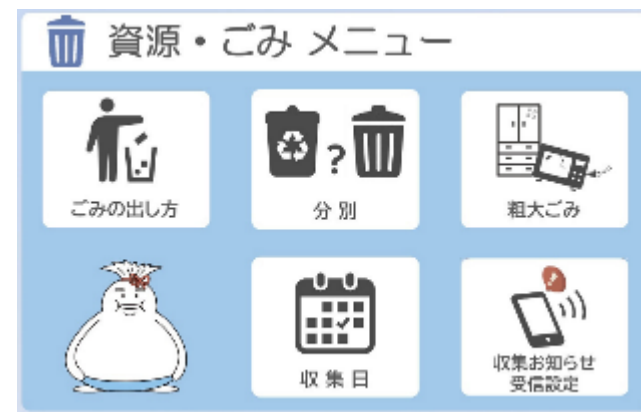 資源・ごみ メニュー
ごみの出し方
?
分別
粗大ごみ
収集日
収集お知らせ
受信設定